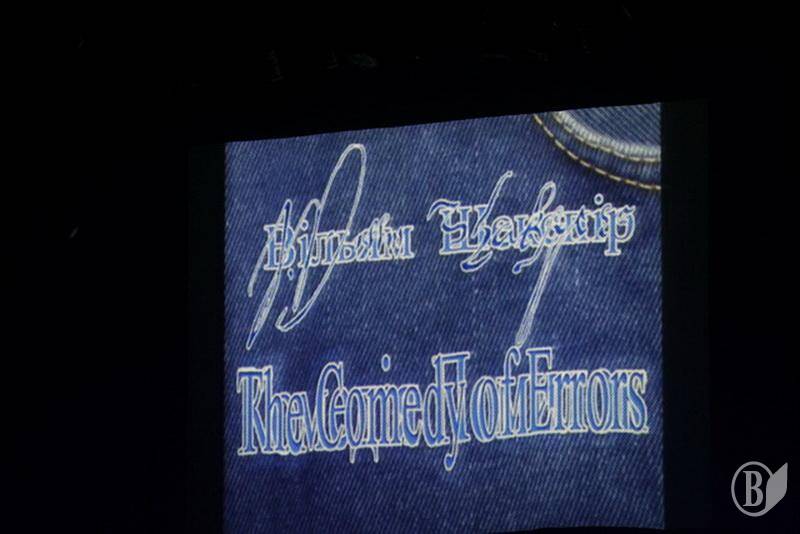 Вільям Шекспір
The Comedy of Errors
B